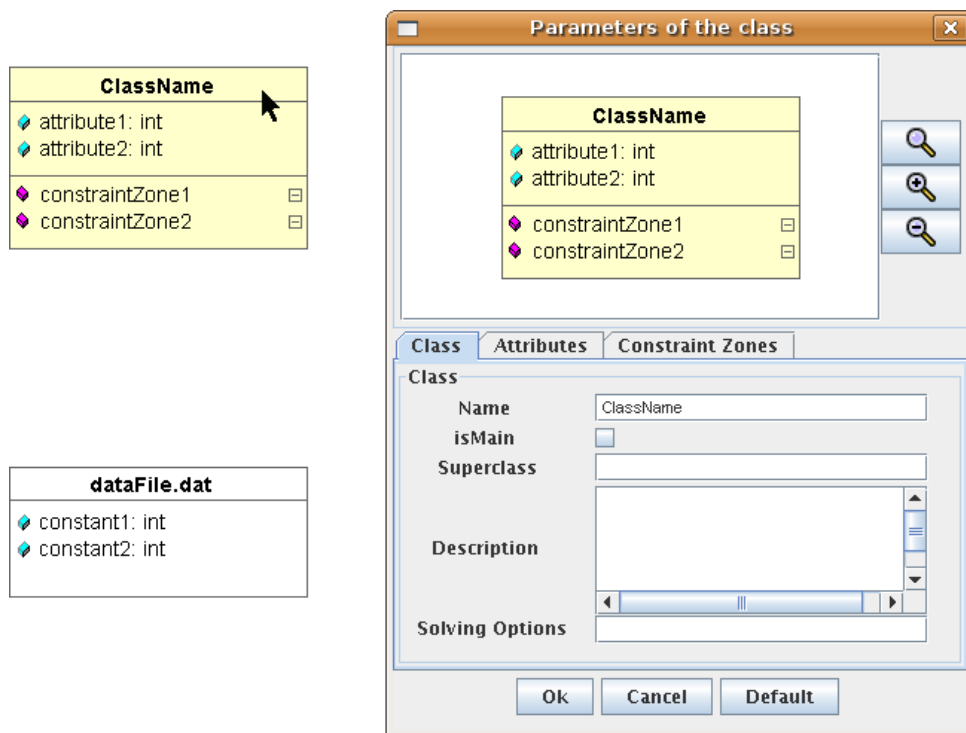 ClassName
attribute1: int
attribute2: int
constraintZone1
constraintZone2
dataFile.dat
constant1: int
constant2: int
Parameters of the class
ClassName
attribute1: int
attribute2: int
constraintZone1
constraintZone2
Class Attributes Constraint Zones
Class
Name ClassName
isMain
Superclass
Description
Solving Options
Ok Cancel Default